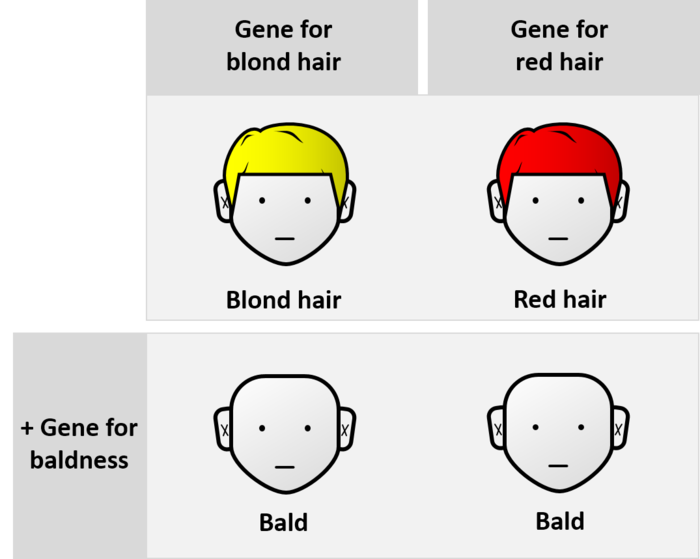 Gene for
blond hair
Gene for
red hair
Blond hair
Red hair
+ Gene for
baldness
Bald
Bald